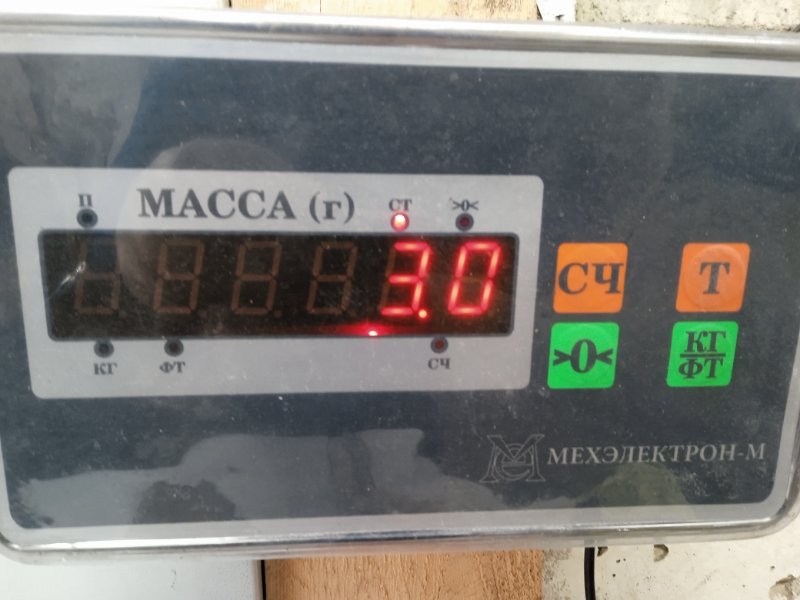 П МАССА (г) СТ >0<
3.0
КГ ФТ СЧ
СЧ Т
>0< КГ/ФТ
МЕХЭЛЕКТРОН-М